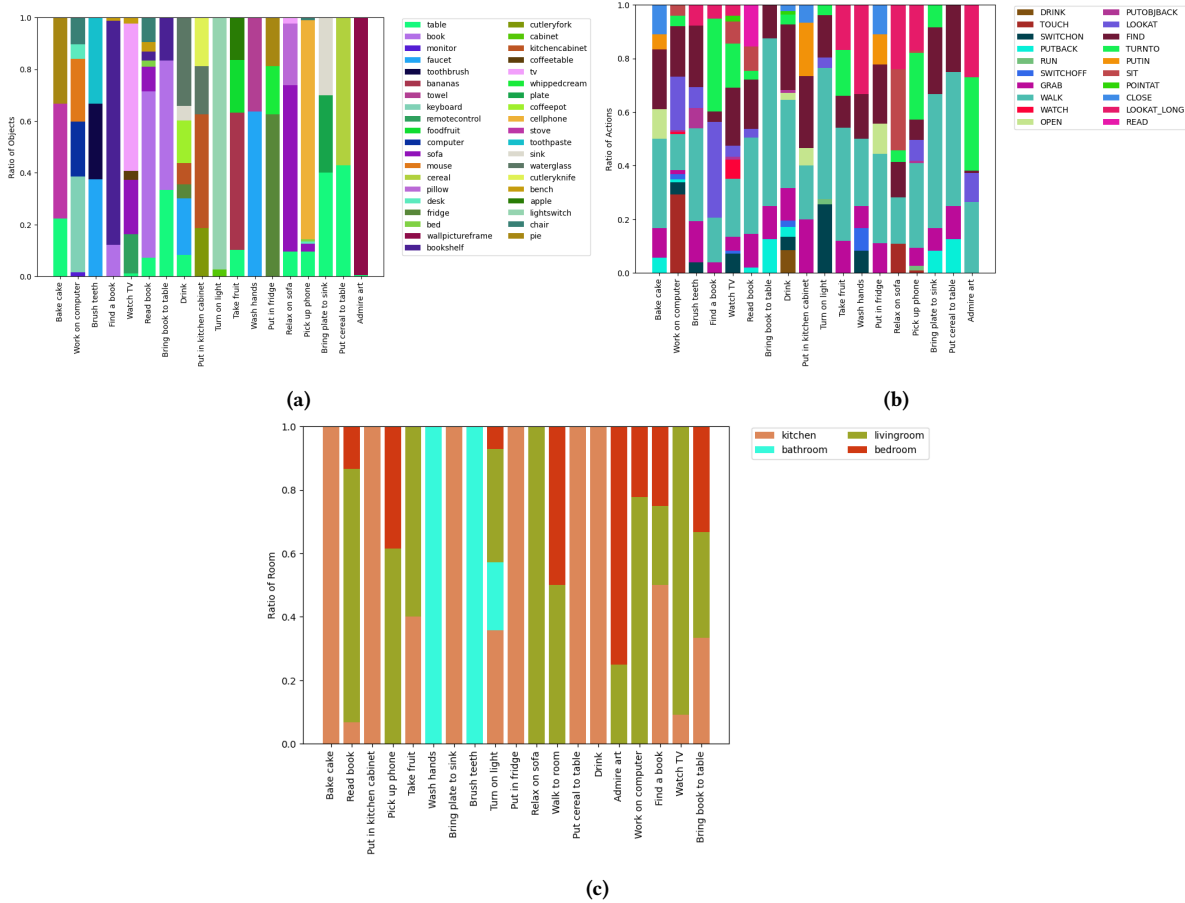 Ratio of Objects
1.0
0.8
0.6
0.4
0.2
0.0
Bake cake
Work on computer
Brush teeth
Find a book
Watch TV
Read book
Bring book to table
Drink
Put in kitchen cabinet
Turn on light
Take fruit
Wash hands
Put in fridge
Relax on sofa
Pick up phone
Bring plate to sink
Put cereal to table
Admire art
table
book
monitor
faucet
toothbrush
bananas
towel
keyboard
remotecontrol
foodfruit
computer
sofa
mouse
cereal
pillow
desk
fridge
bed
wallpictureframe
bookshelf
cutleryfork
cabinet
kitchencabinet
coffeetable
tv
whippedcream
plate
coffeepot
cellphone
stove
toothpaste
sink
waterglass
cutleryknife
bench
apple
lightswitch
chair
pie
(a)
Ratio of Actions
1.0
0.8
0.6
0.4
0.2
0.0
Bake cake
Work on computer
Brush teeth
Find a book
Watch TV
Read book
Bring book to table
Drink
Put in kitchen cabinet
Turn on light
Take fruit
Wash hands
Put in fridge
Relax on sofa
Pick up phone
Bring plate to sink
Put cereal to table
Admire art
DRINK
TOUCH
SWITCHON
PUTBACK
RUN
SWITCHOFF
GRAB
WALK
WATCH
OPEN
PUTOBJBACK
LOOKAT
FIND
TURNTO
PUTIN
SIT
POINTAT
CLOSE
LOOKAT_LONG
READ
(b)
Ratio of Room
1.0
0.8
0.6
0.4
0.2
0.0
Bake cake
Read book
Put in kitchen cabinet
Pick up phone
Take fruit
Wash hands
Bring plate to sink
Brush teeth
Turn on light
Put in fridge
Relax on sofa
Walk to room
Put cereal to table
Drink
Admire art
Work on computer
Find a book
Watch TV
Bring book to table
kitchen
bathroom
livingroom
bedroom
(c)